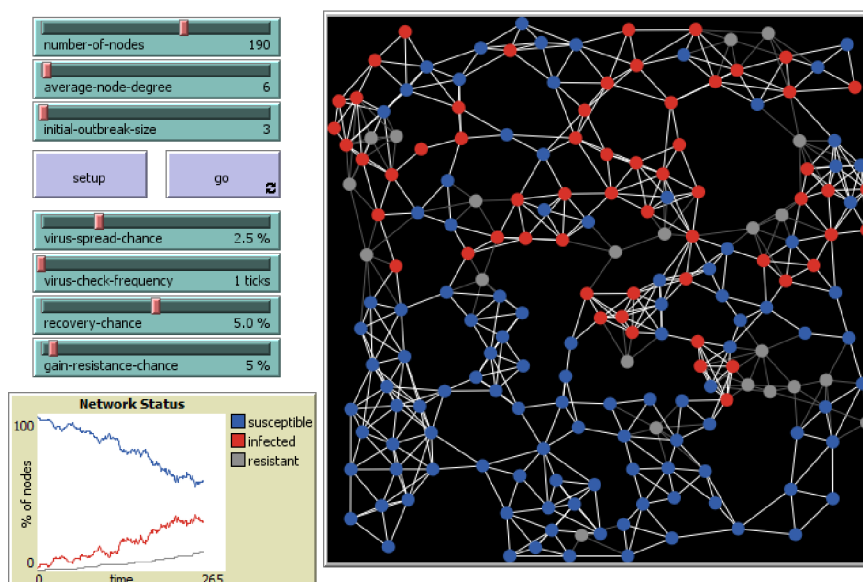 number-of-nodes 190
average-node-degree 6
initial-outbreak-size 3
setup go
virus-spread-chance 2.5 %
virus-check-frequency 1 ticks
recovery-chance 5.0 %
gain-resistance-chance 5 %
Network Status
100
% of nodes
0
0 time 265
susceptible
infected
resistant